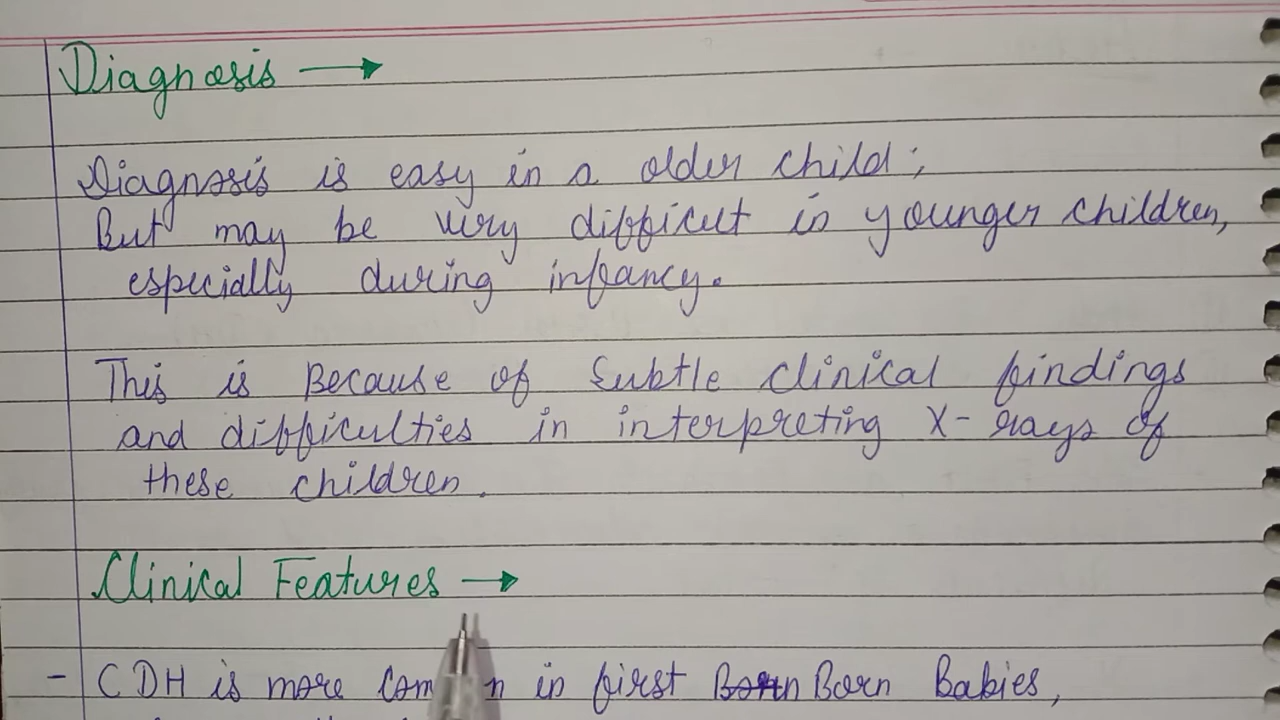 Diagnosis →
Diagnosis is easy in a older child;
But may be very difficult in younger children,
especially during infancy.
This is Because of Subtle clinical findings
and difficulties in interpreting X-rays of
these children.
Clinical Features →
- CDH is more in first Born Babies,